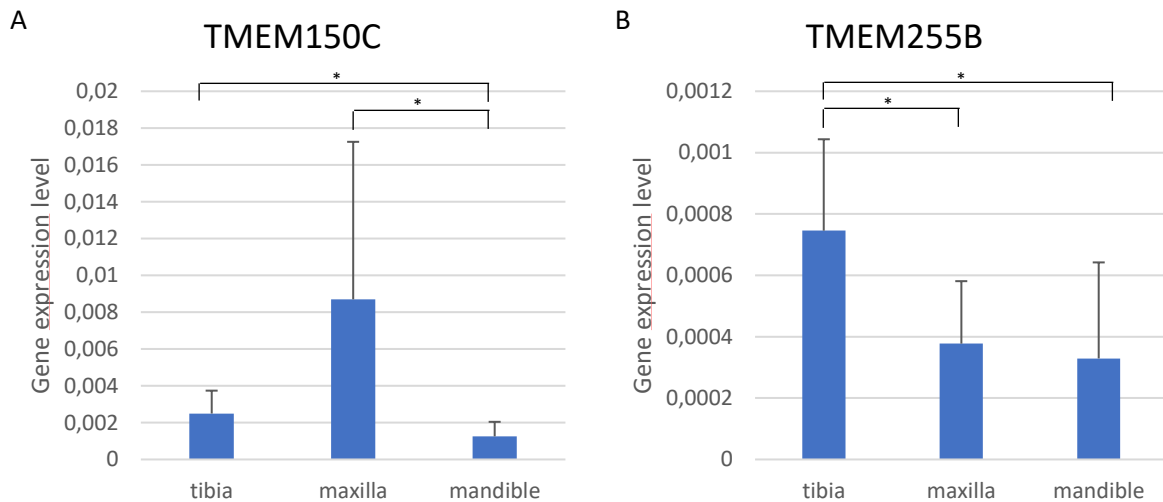 A
TMEM150C
*
*
0,02
0,018
0,016
0,014
0,012
0,01
0,008
0,006
0,004
0,002
0
Gene expression level
tibia maxilla mandible
B
TMEM255B
*
*
0,0012
0,001
0,0008
0,0006
0,0004
0,0002
0
Gene expression level
tibia maxilla mandible